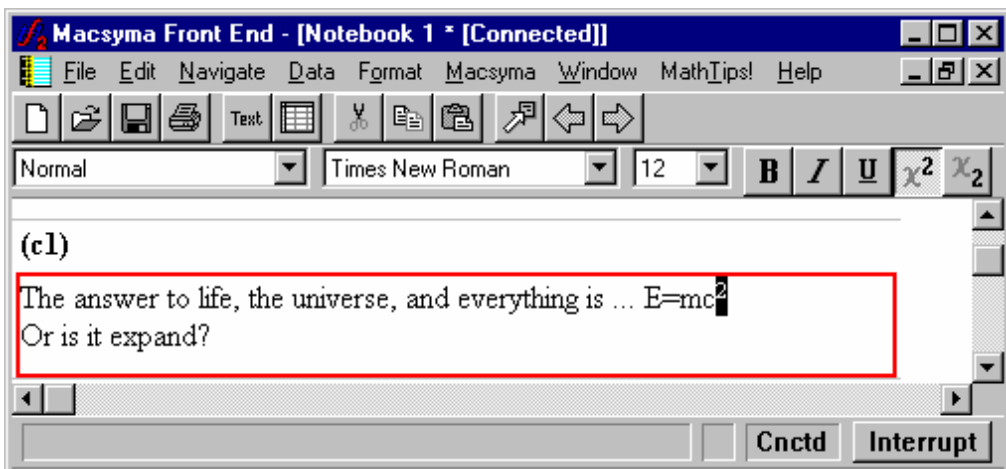 Macsyma Front End - [Notebook 1 * [Connected]]
File Edit Navigate Data Format Macsyma Window MathTips! Help
Text
Normal Times New Roman 12 B I U x² x₂
(c1)
The answer to life, the universe, and everything is ... E=mc²
Or is it expand?
Cnctd Interrupt